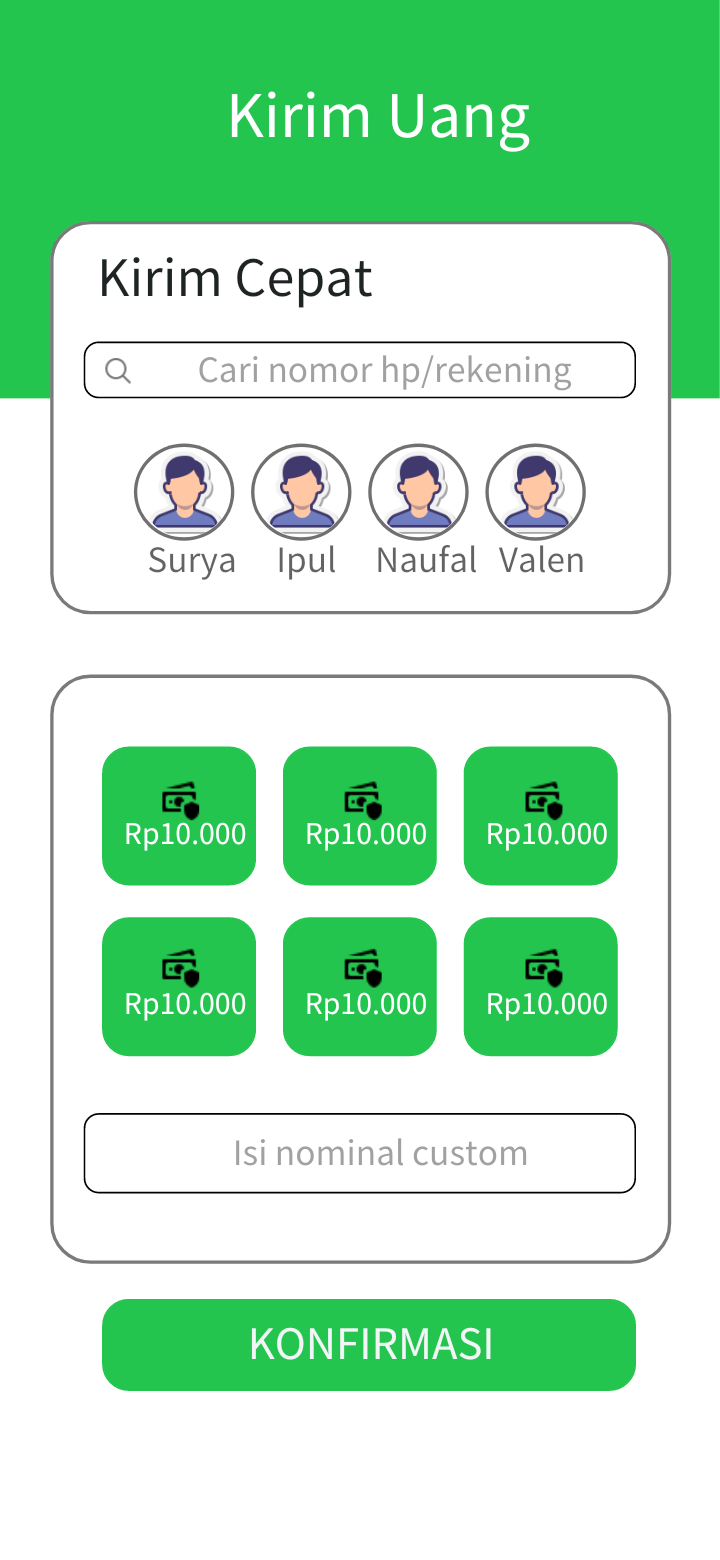 Kirim Uang
Kirim Cepat
Cari nomor hp/rekening
Surya Ipul Naufal Valen
Rp10.000 Rp10.000 Rp10.000
Rp10.000 Rp10.000 Rp10.000
Isi nominal custom
KONFIRMASI